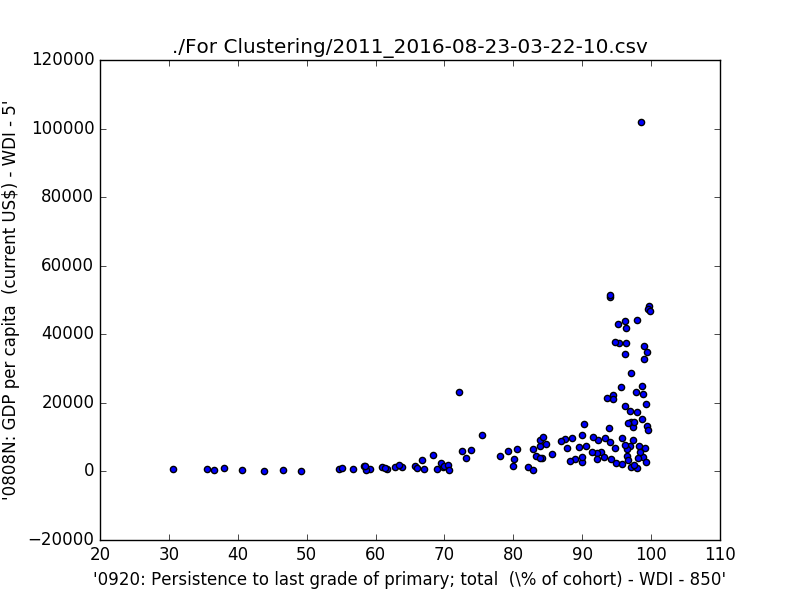 ./For Clustering/2011_2016-08-23-03-22-10.csv
120000
100000
80000
60000
40000
20000
0
−20000
'0808N: GDP per capita  (current US$) - WDI - 5'
20 30 40 50 60 70 80 90 100 110
'0920: Persistence to last grade of primary; total  (\% of cohort) - WDI - 850'